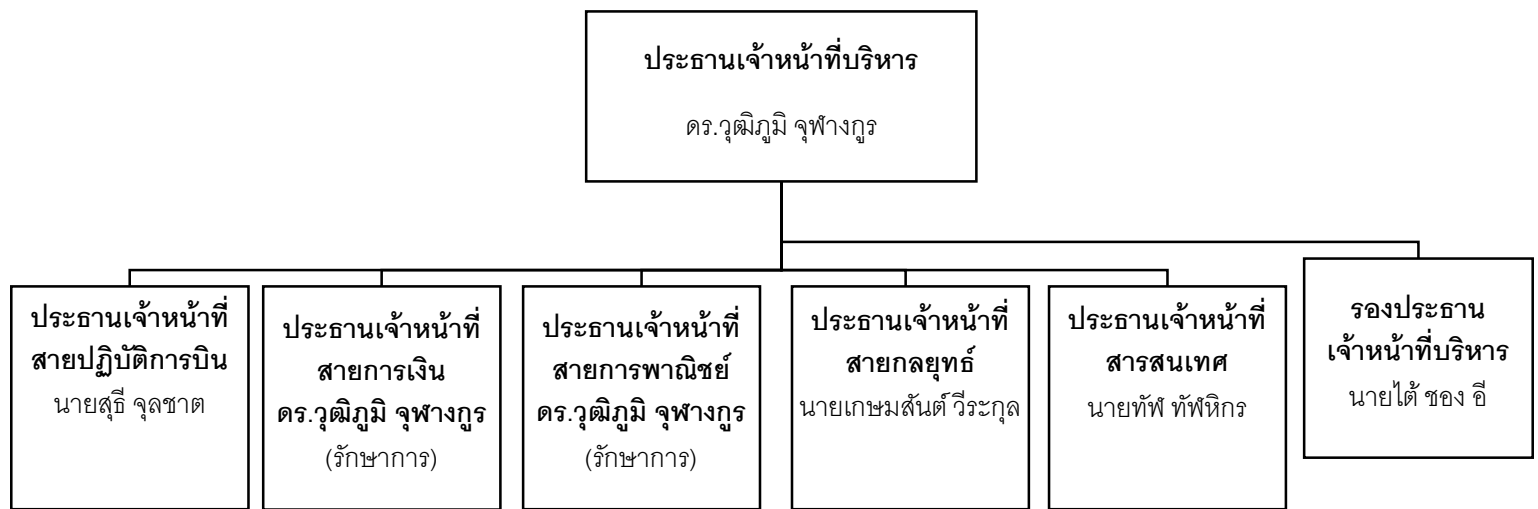 ประธานเจ้าหน้าที่บริหาร
ดร.วุฒิภูมิ จุฬางกูร
ประธานเจ้าหน้าที่
สายปฏิบัติการบิน
นายสุธี จุลชาต
ประธานเจ้าหน้าที่
สายการเงิน
ดร.วุฒิภูมิ จุฬางกูร
(รักษาการ)
ประธานเจ้าหน้าที่
สายการพาณิชย์
ดร.วุฒิภูมิ จุฬางกูร
(รักษาการ)
ประธานเจ้าหน้าที่
สายกลยุทธ์
นายเกษมสันต์ วีระกุล
ประธานเจ้าหน้าที่
สารสนเทศ
นายทัฬ ทัฬหิกร
รองประธาน
เจ้าหน้าที่บริหาร
นายไต้ ชอง อี